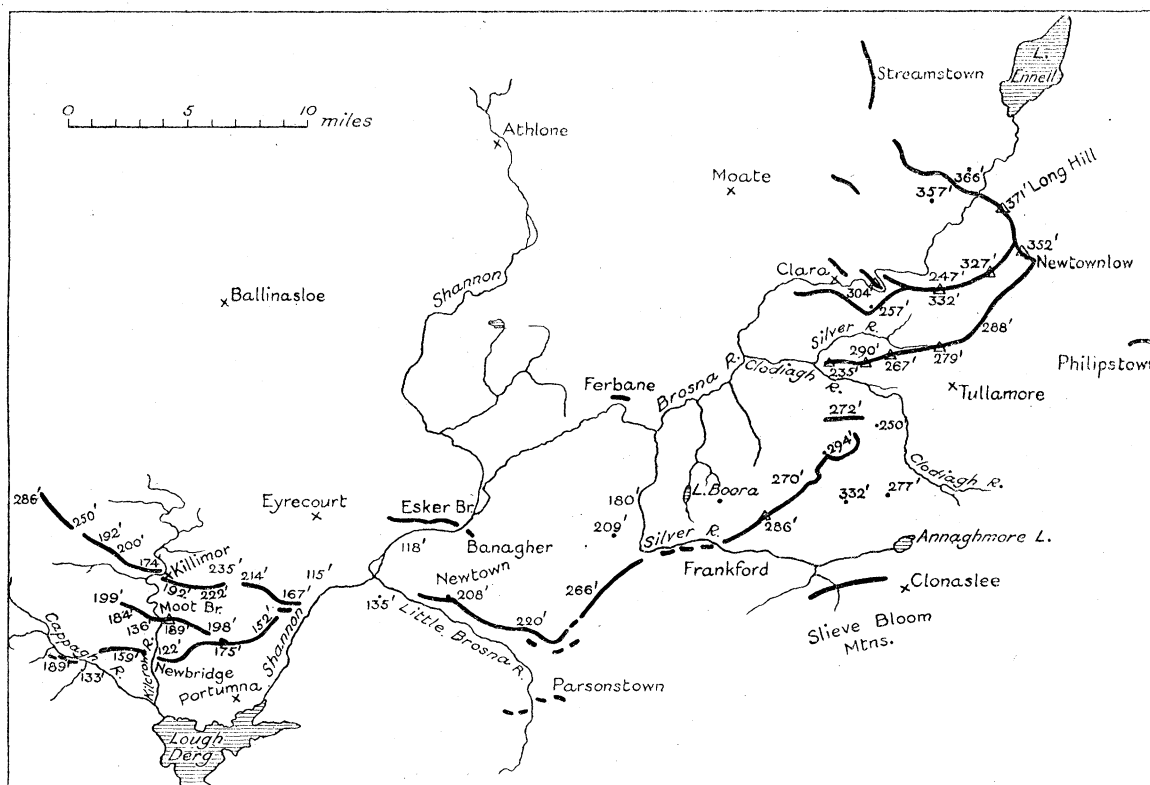 L.
Ennell
Streamstown
0 5 10 miles
Athlone
Moate
366'
357'
371' Long Hill
Shannon
352'
Newtownlow
Clara
327'
247'
304'
332'
257'
Ballinasloe
Silver R.
288'
290'
279'
267'
235'
Philipstown
Brosna R.
Clodiagh
R.
Ferbane
Tullamore
272'
250'
294'
Clodiagh R.
286'
Eyrecourt
Esker Br.
180'
L. Boora
270'
332'
277'
250'
192'
200'
209'
Silver R.
286'
Annaghmore L.
118'
Banagher
174'
Killimor
235'
214'
115'
Newtown
Frankford
192'
222'
167'
208'
266'
Clonaslee
199'
Moot Br.
135'
184'
136'
189'
198'
152'
Shannon
Little Brosna R.
220'
Slieve Bloom
Mtns.
Cappagh
R.
175'
122'
159'
189'
133'
Kilcrow R.
Newbridge
Portumna
Parsonstown
Lough
Derg